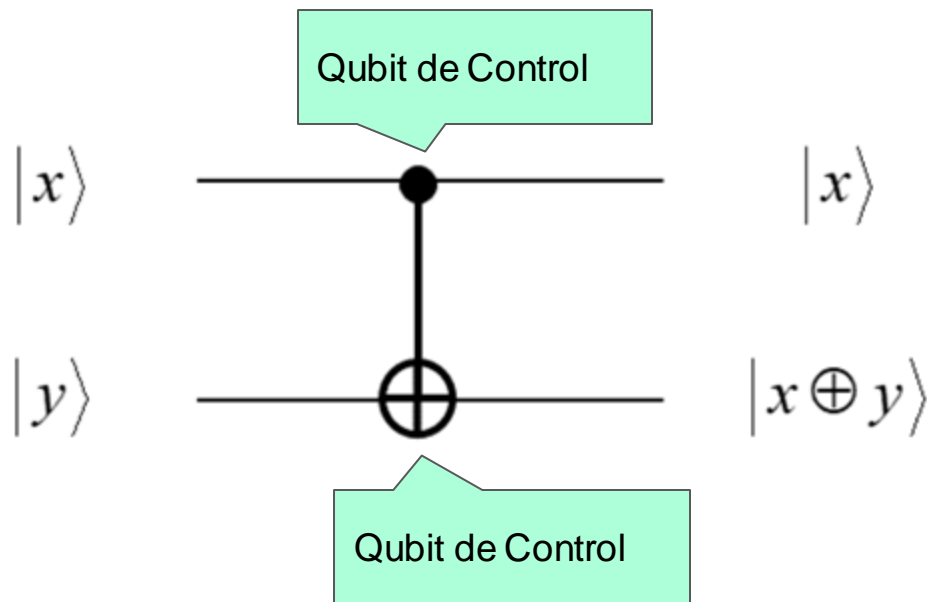 Qubit de Control
|x⟩ |x⟩
|y⟩ |x ⊕ y⟩
Qubit de Control